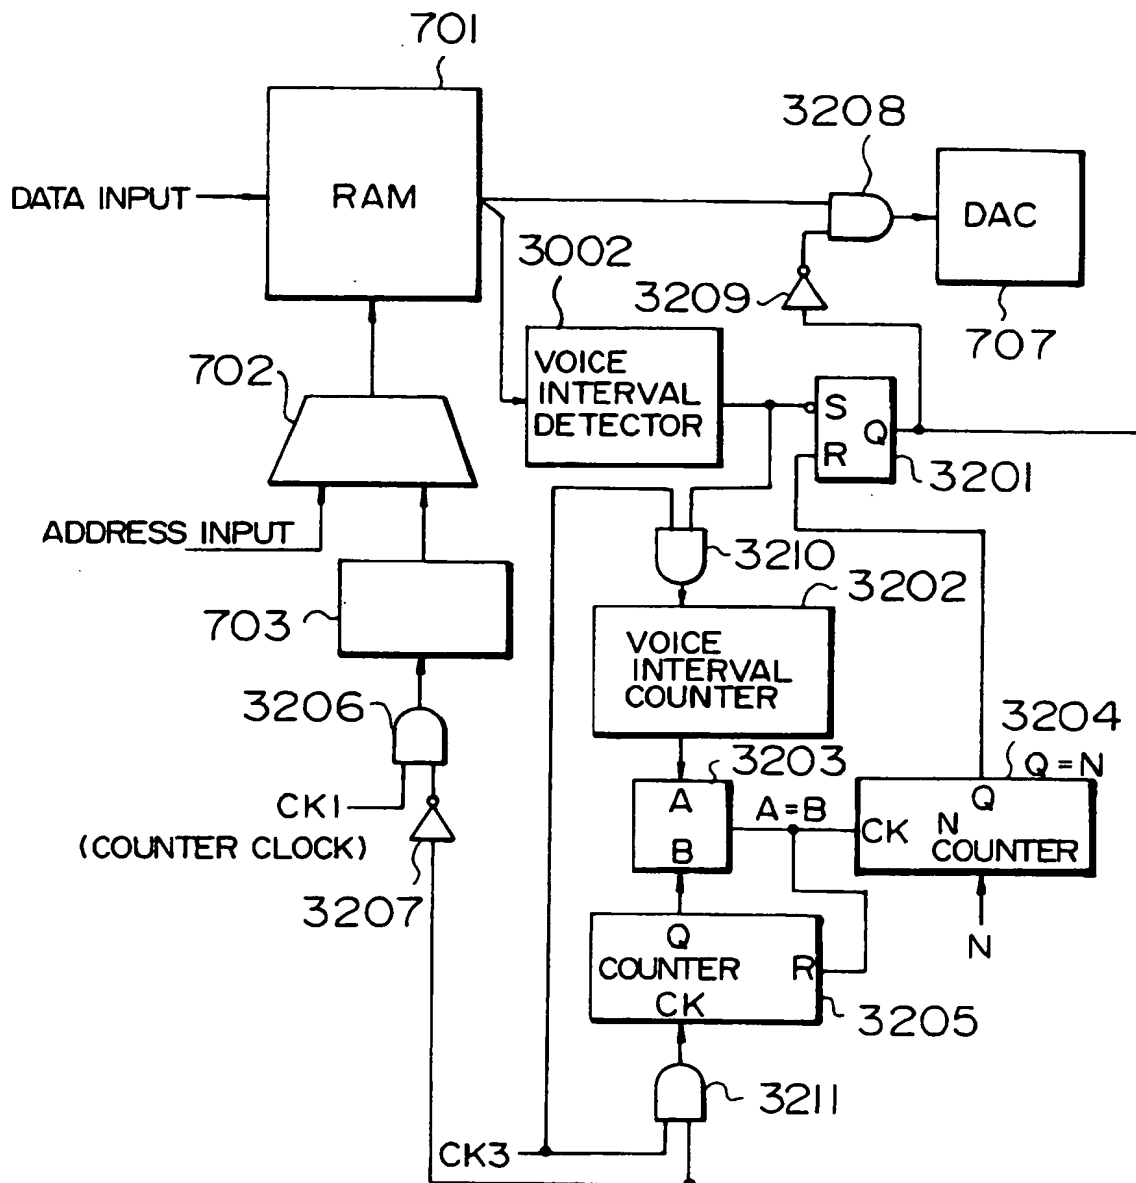 701
3208
DATA INPUT
RAM
DAC
3002
3209
707
VOICE
INTERVAL
DETECTOR
S
Q
R
3201
702
ADDRESS INPUT
3210
3202
703
VOICE
INTERVAL
COUNTER
3206
3204
3203
Q = N
A
A=B
Q
CK1
CK
N
COUNTER
(COUNTER CLOCK)
B
3207
N
Q
COUNTER
R
CK
3205
3211
CK3